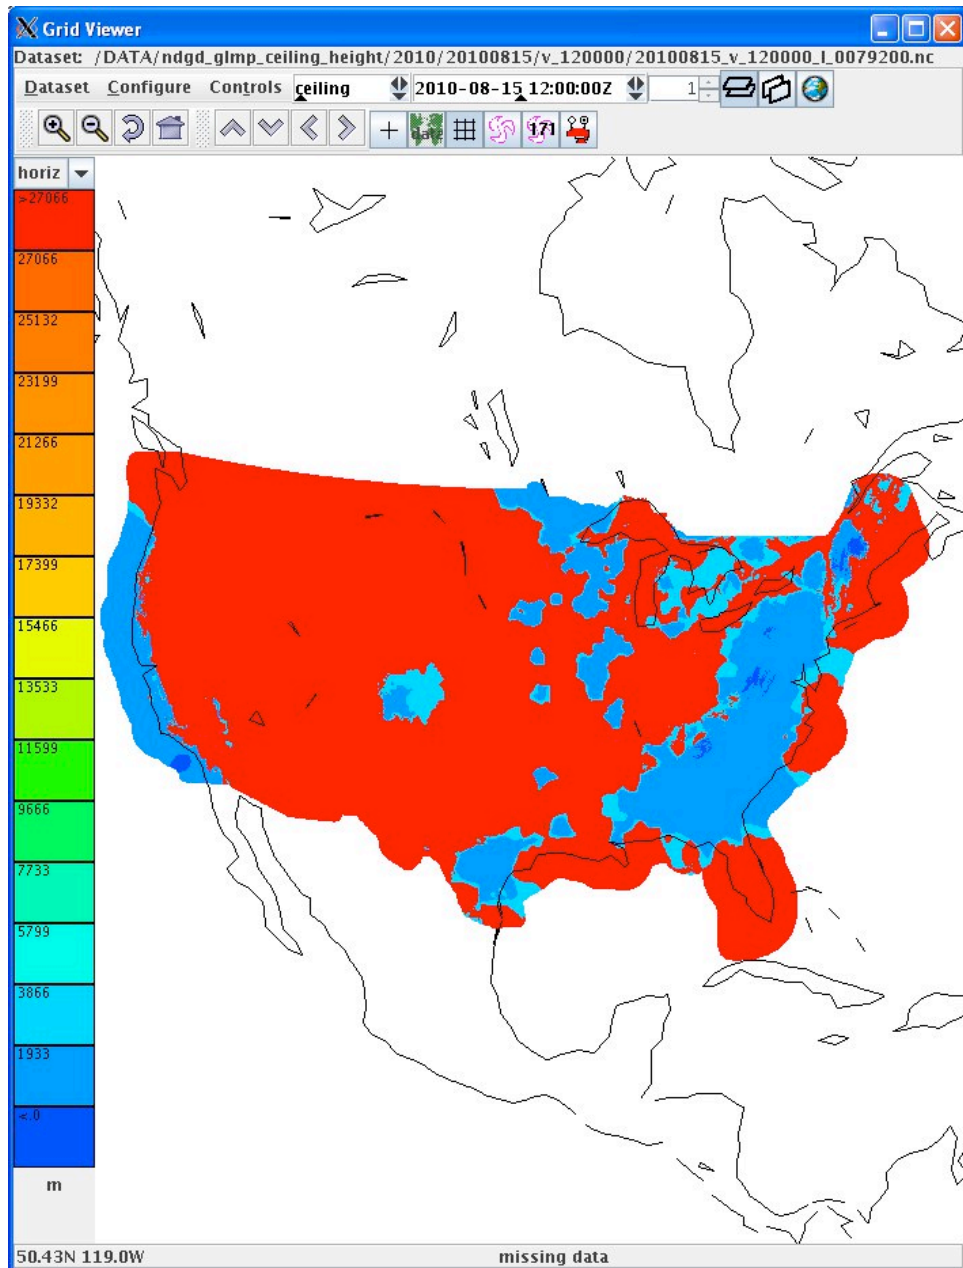 Grid Viewer
Dataset: /DATA/ndgd_glmp_ceiling_height/2010/20100815/v_120000/20100815_v_120000_l_0079200.nc
Dataset Configure Controls ceiling 2010-08-15 12:00:00Z 1
data 171
horiz
>27066
27066
25132
23199
21266
19332
17399
15466
13533
11599
9666
7733
5799
3866
1933
< 0
m
50.43N 119.0W missing data